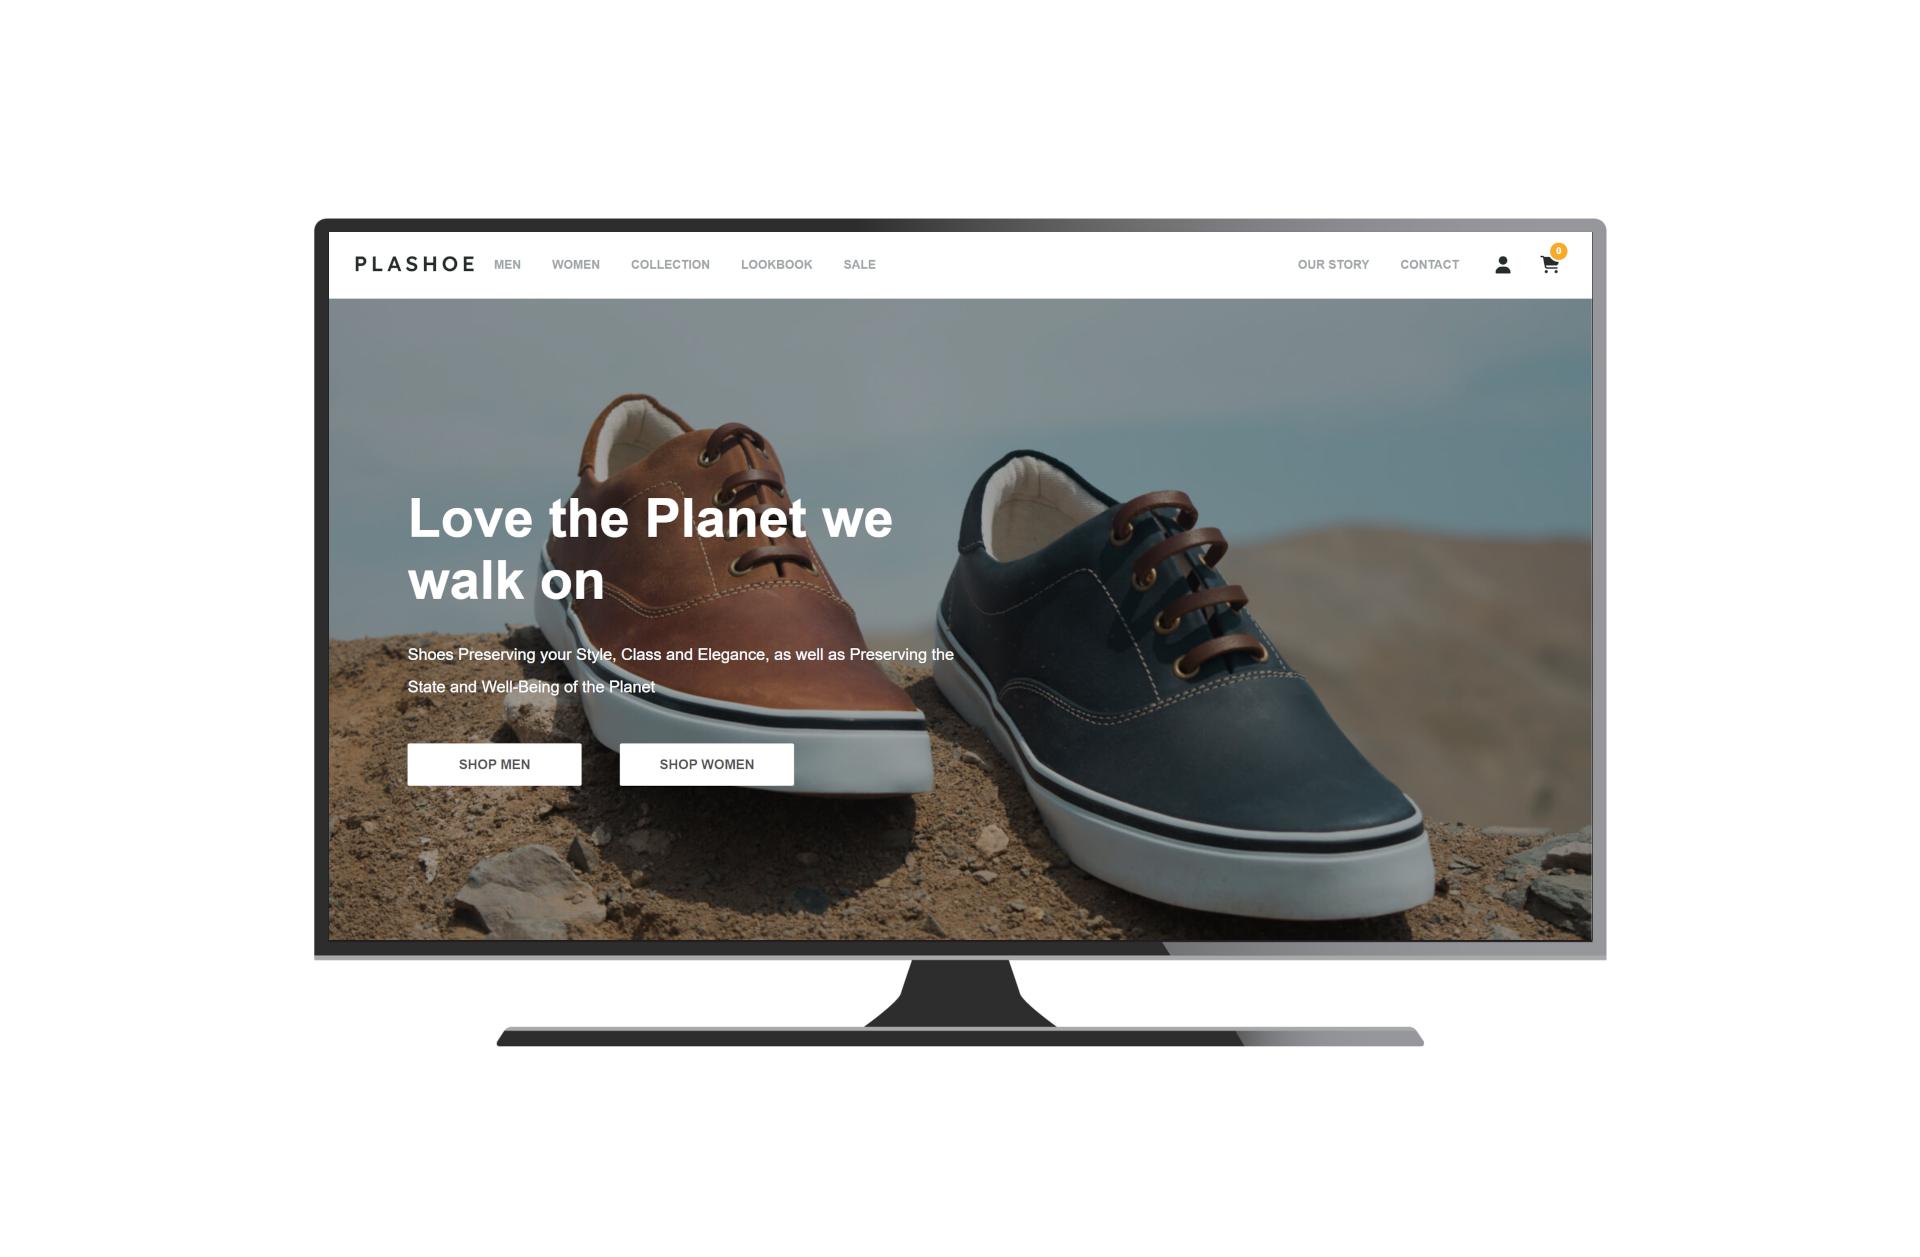 PLASHOE MEN WOMEN COLLECTION LOOKBOOK SALE OUR STORY CONTACT 0
Love the Planet we
walk on
Shoes Preserving your Style, Class and Elegance, as well as Preserving the
State and Well-Being of the Planet
SHOP MEN SHOP WOMEN